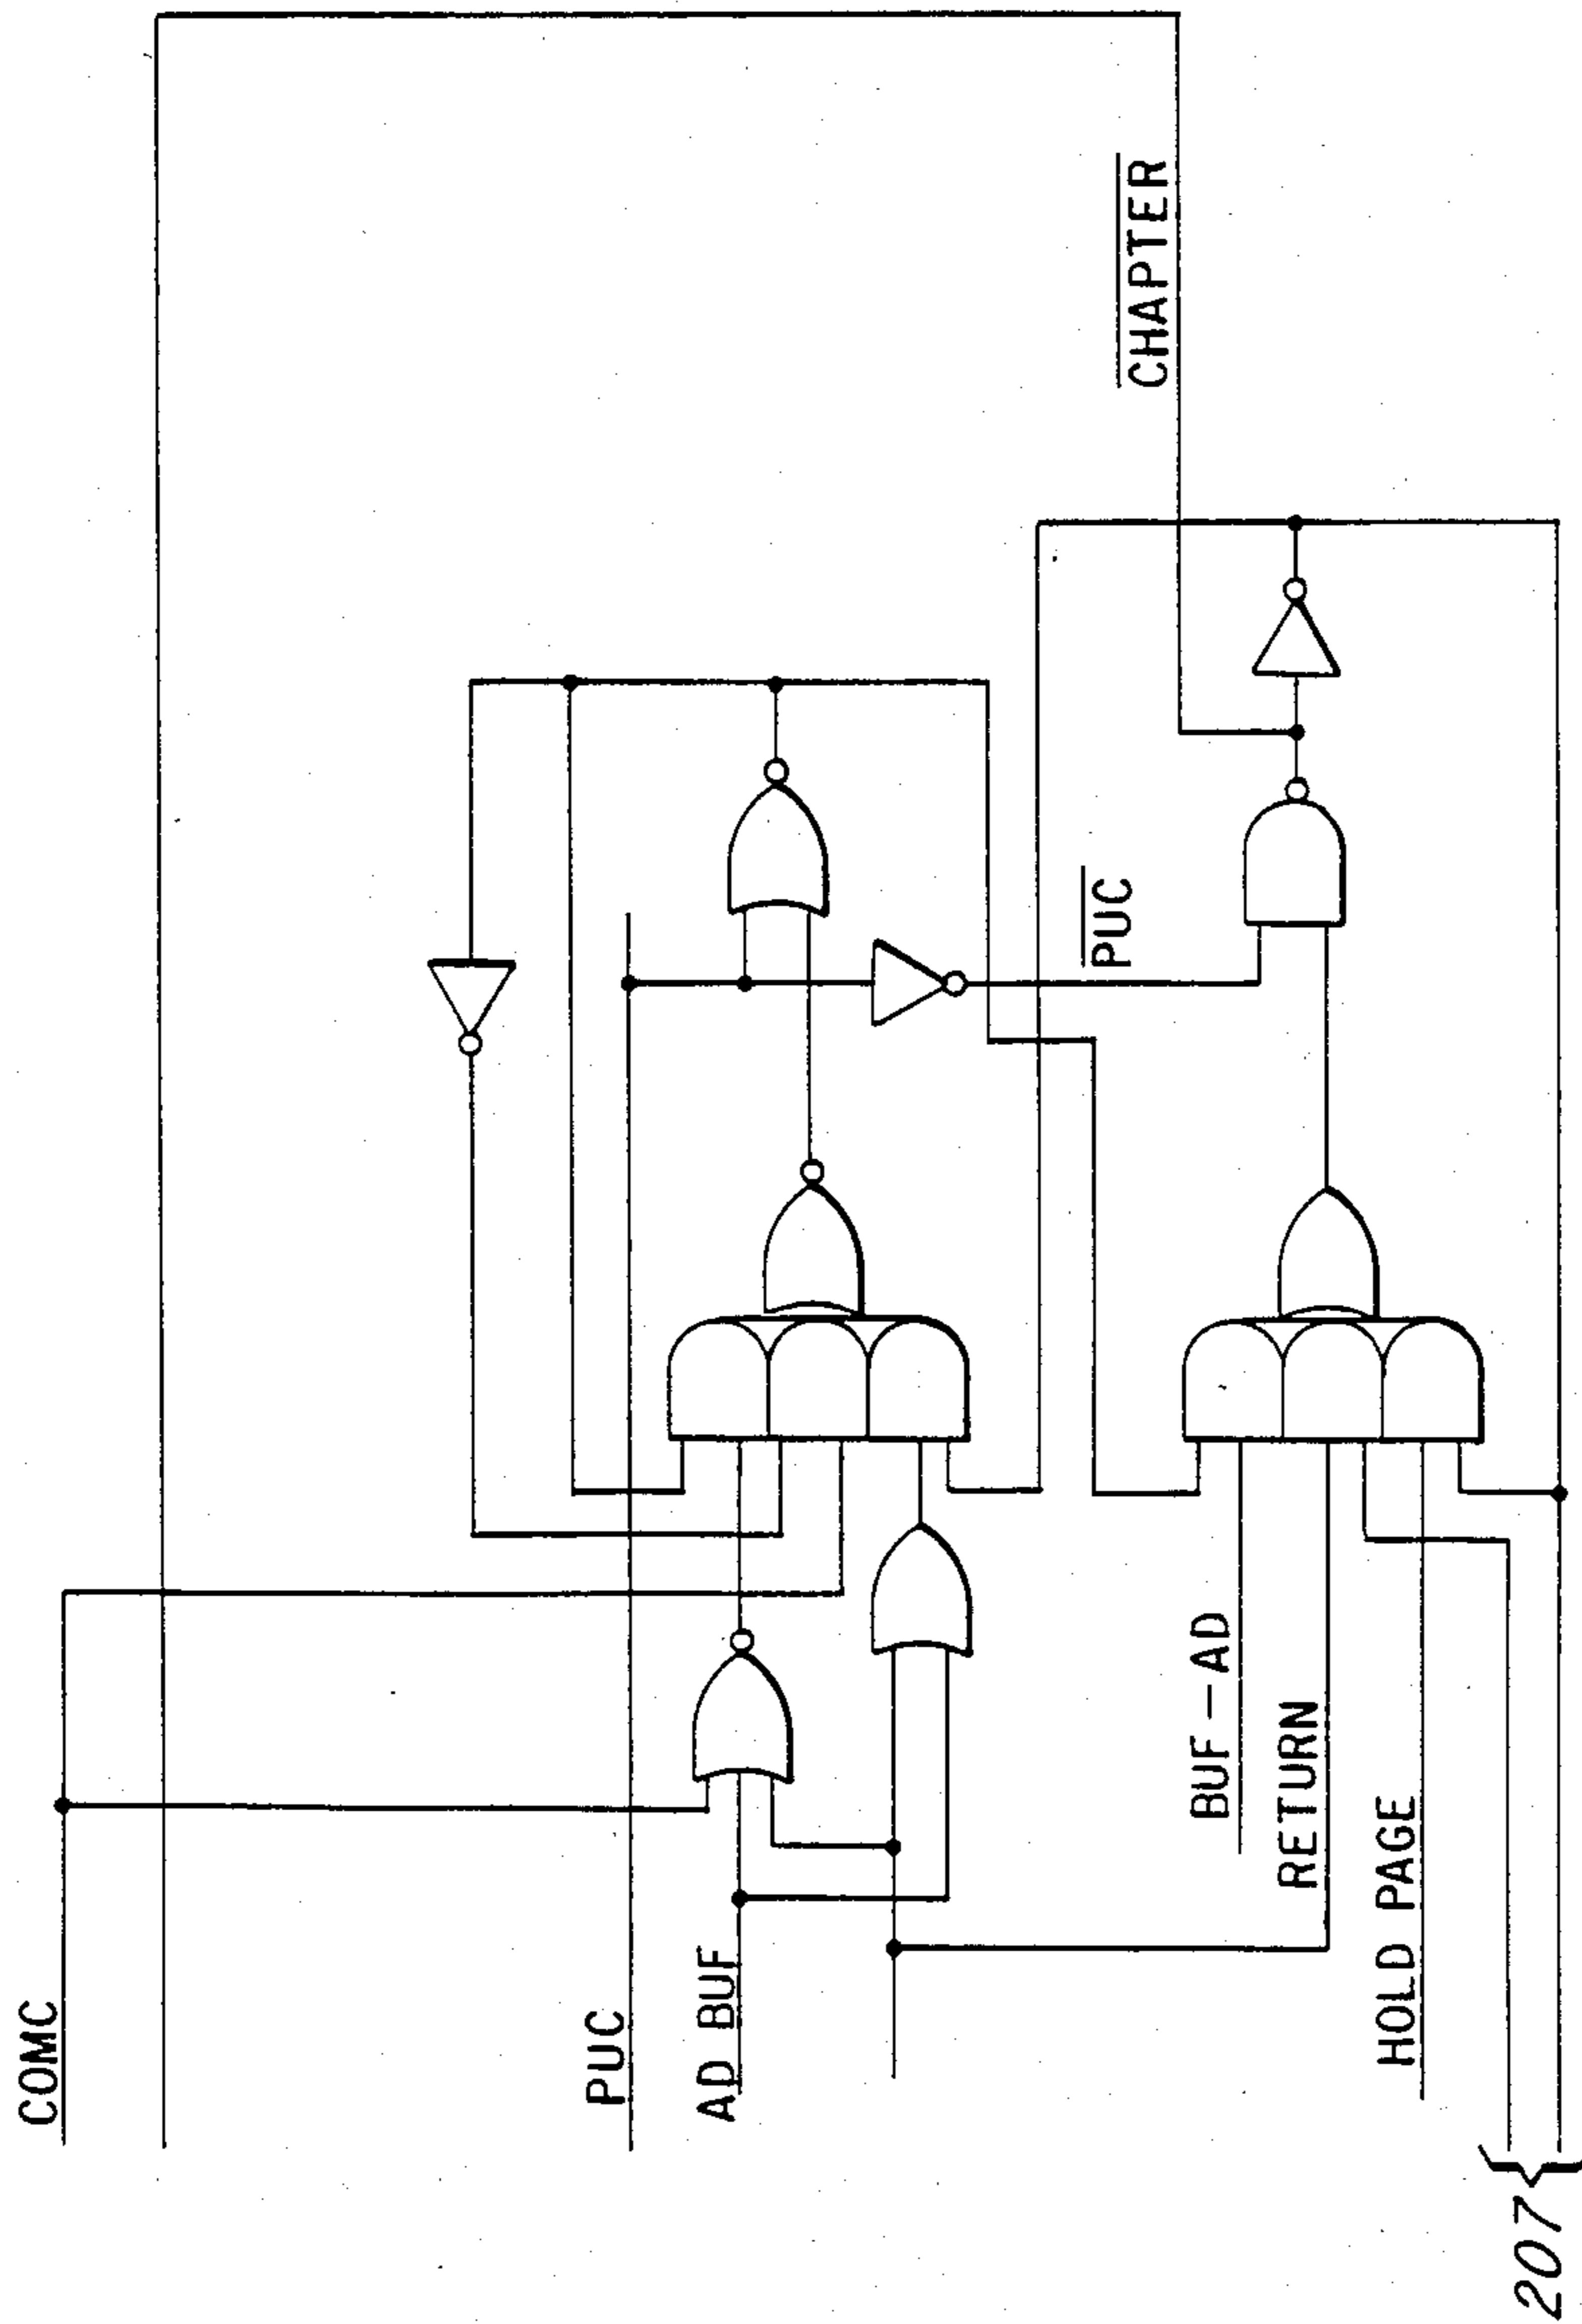 COMC
PUC
AD BUF
BUF-AD
RETURN
HOLD PAGE
207
PUC
CHAPTER